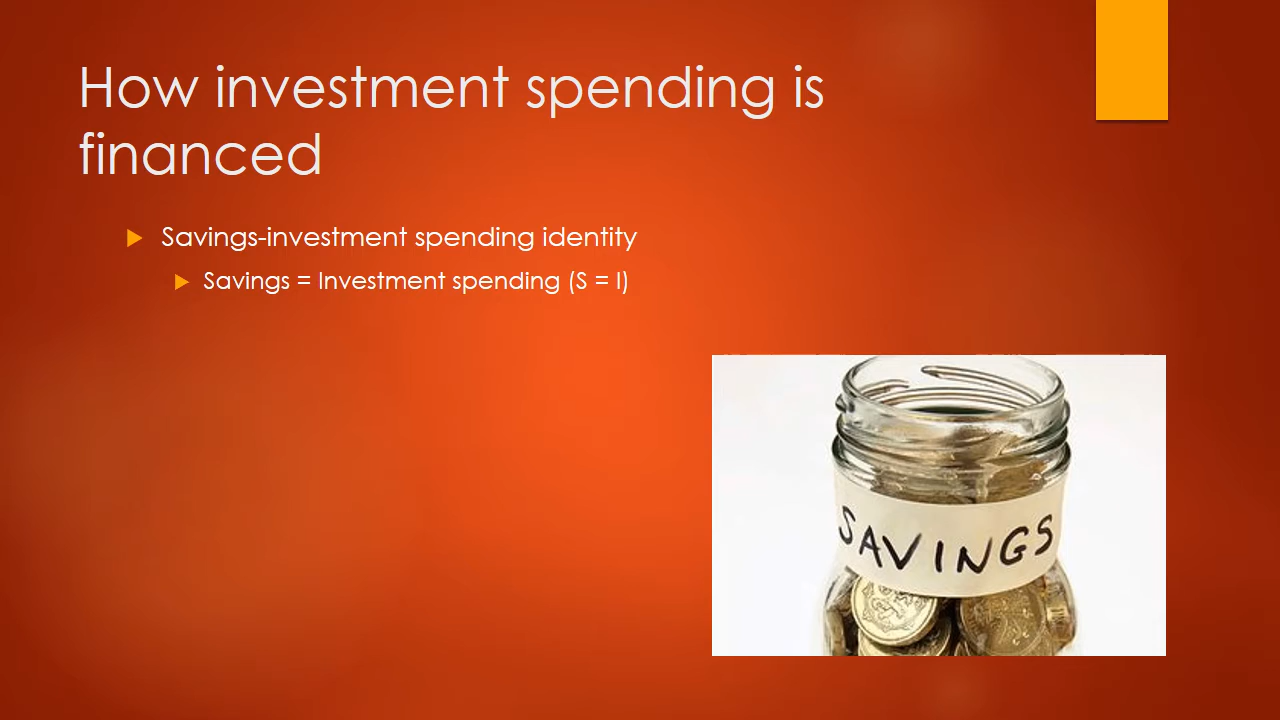 How investment spending is
financed
Savings-investment spending identity
Savings = Investment spending (S = I)
SAVINGS